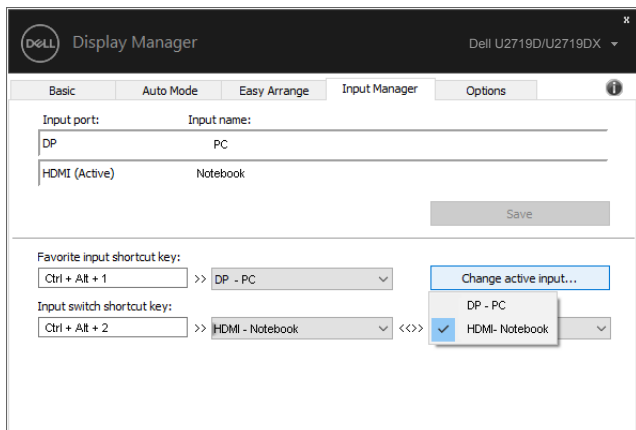 x
DELL Display Manager Dell U2719D/U2719DX
Basic Auto Mode Easy Arrange Input Manager Options i
Input port: Input name:
DP PC
HDMI (Active) Notebook
Save
Favorite input shortcut key:
Ctrl + Alt + 1 >> DP - PC Change active input...
DP - PC
Input switch shortcut key:
Ctrl + Alt + 2 >> HDMI - Notebook <<>> HDMI- Notebook